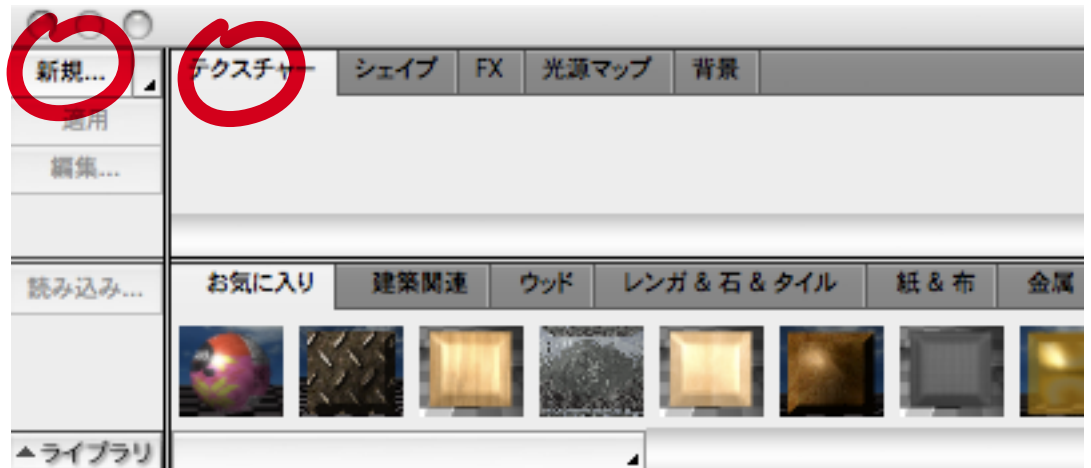 新規...
テクスチャー シェイプ FX 光源マップ 背景
適用
編集...
読み込み...
お気に入り 建築関連 ウッド レンガ & 石 & タイル 紙 & 布 金属
ライブラリ